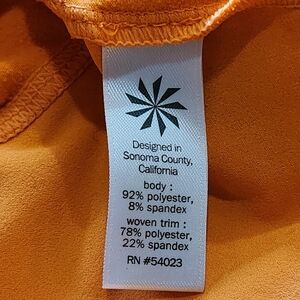 Designed in
Sonoma County,
California
body :
92% polyester,
8% spandex
woven trim :
78% polyester,
22% spandex
RN #54023